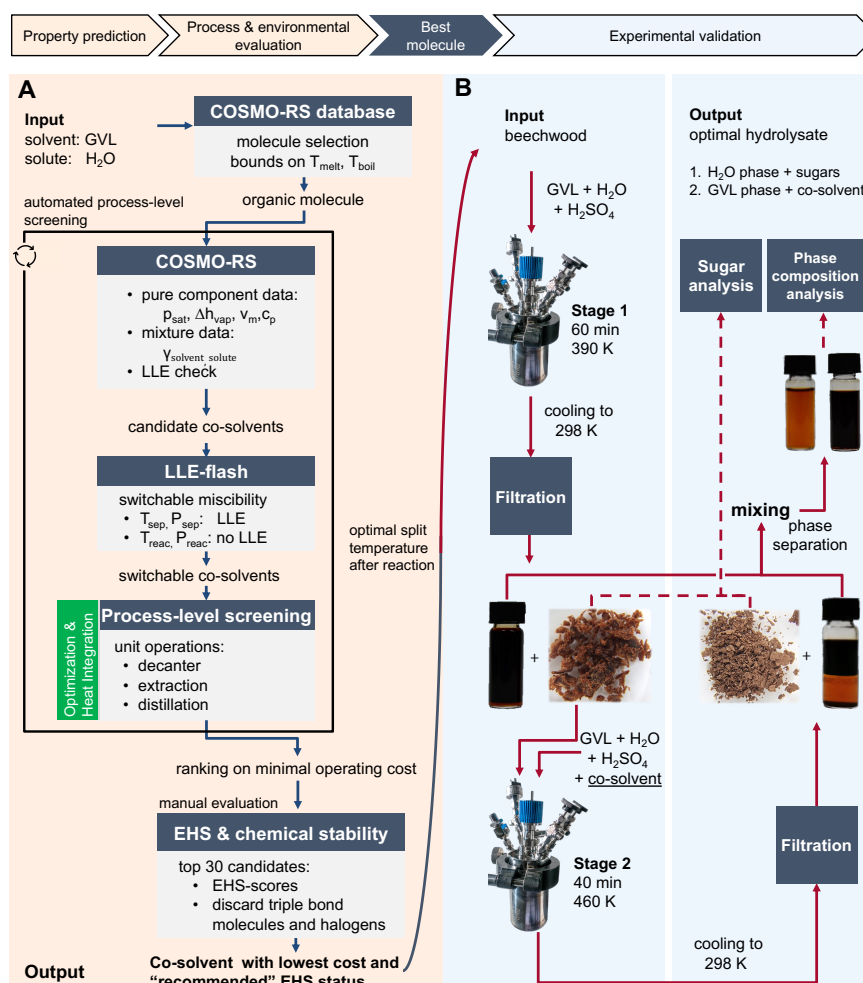 Property prediction
Process & environmental
evaluation
Best
molecule
Experimental validation
A
Input
solvent: GVL
solute: H₂O
COSMO-RS database
molecule selection
bounds on Tmelt, Tboil
organic molecule
automated process-level
screening
COSMO-RS
• pure component data:
psat, Δhvap, vm,cp
• mixture data:
γsolvent, solute
• LLE check
candidate co-solvents
LLE-flash
switchable miscibility
• Tsep, Psep: LLE
• Treac, Preac: no LLE
switchable co-solvents
Optimization &
Heat Integration
Process-level screening
unit operations:
• decanter
• extraction
• distillation
ranking on minimal operating cost
manual evaluation
EHS & chemical stability
top 30 candidates:
• EHS-scores
• discard triple bond
molecules and halogens
Output
Co-solvent with lowest cost and
"recommended" EHS status
optimal split
temperature
after reaction
B
Input
beechwood
GVL + H₂O
+ H₂SO₄
Stage 1
60 min
390 K
cooling to
298 K
Filtration
+
GVL + H₂O
+ H₂SO₄
+ co-solvent
Stage 2
40 min
460 K
cooling to
298 K
Filtration
+
mixing
phase
separation
Sugar
analysis
Phase
composition
analysis
Output
optimal hydrolysate
1. H₂O phase + sugars
2. GVL phase + co-solvent